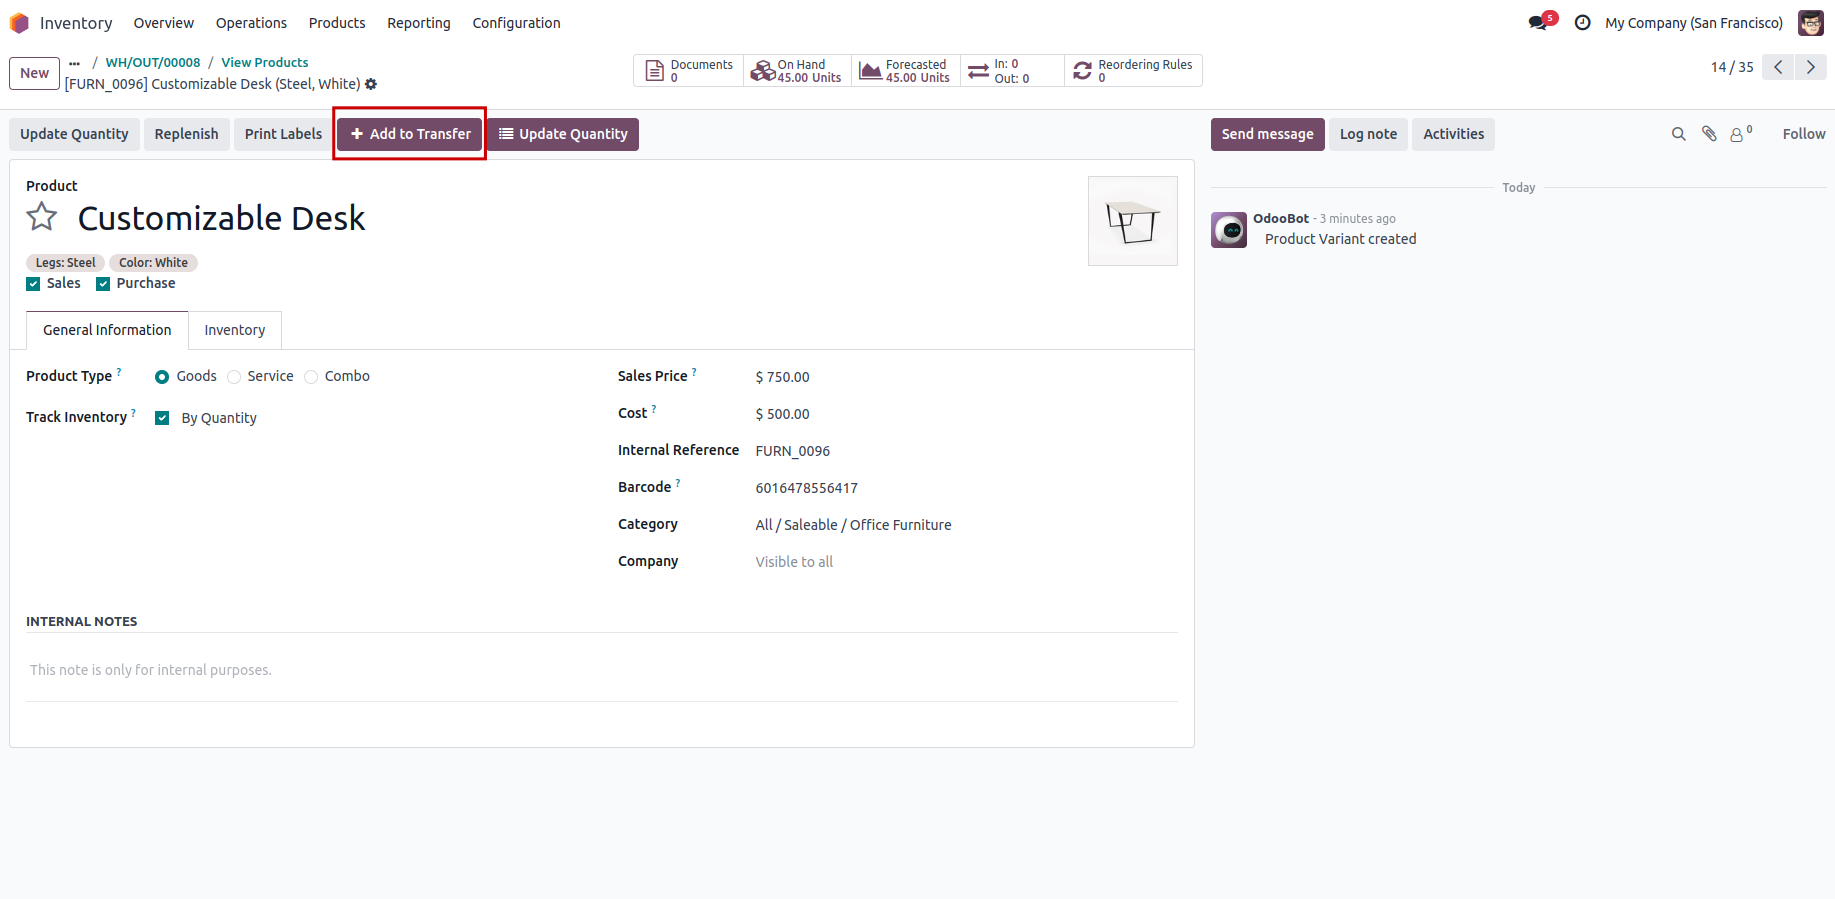 Inventory Overview Operations Products Reporting Configuration 5 My Company (San Francisco)
New ... / WH/OUT/00008 / View Products
[FURN_0096] Customizable Desk (Steel, White)
Documents 0
On Hand 45.00 Units
Forecasted 45.00 Units
In: 0
Out: 0
Reordering Rules 0
14 / 35
Update Quantity Replenish Print Labels Add to Transfer Update Quantity
Send message Log note Activities 0 Follow
Product
Customizable Desk
Legs: Steel Color: White
Sales Purchase
General Information Inventory
Product Type ? Goods Service Combo
Track Inventory ? By Quantity
Sales Price ? $ 750.00
Cost ? $ 500.00
Internal Reference FURN_0096
Barcode ? 6016478556417
Category All / Saleable / Office Furniture
Company Visible to all
INTERNAL NOTES
This note is only for internal purposes.
Today
OdooBot - 3 minutes ago
Product Variant created